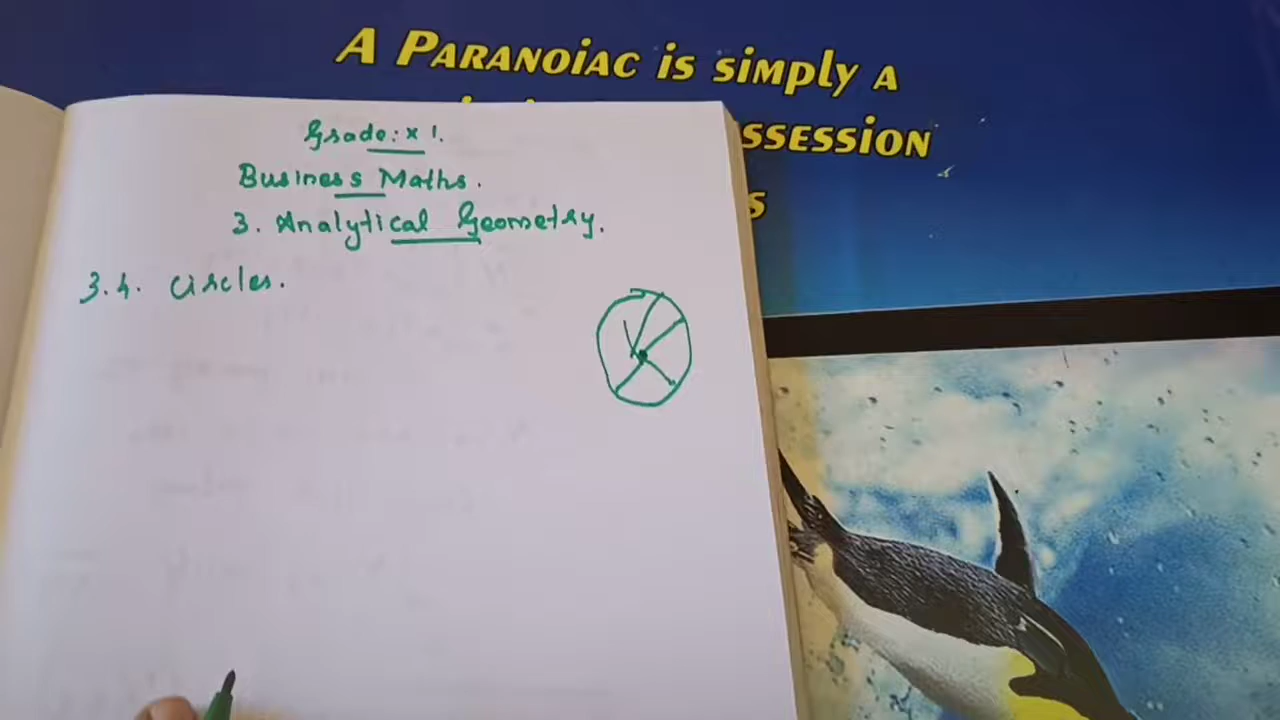 A PARANOiAC iS SiMPLY A
SSESSiON
S
Grade: XI.
Business Maths.
3. Analytical Geometry.
3.4. Circles.